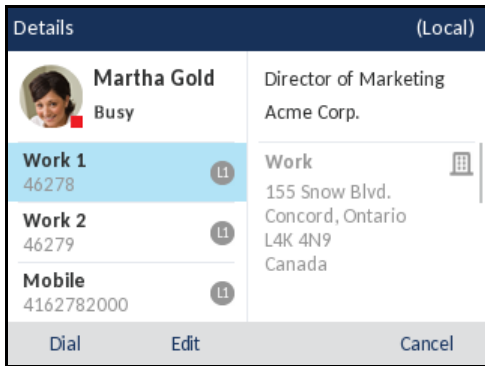 Details (Local)
Martha Gold
Busy
Work 1
46278 L1
Work 2
46279 L1
Mobile
4162782000 L1
Director of Marketing
Acme Corp.
Work
155 Snow Blvd.
Concord, Ontario
L4K 4N9
Canada
Dial Edit Cancel